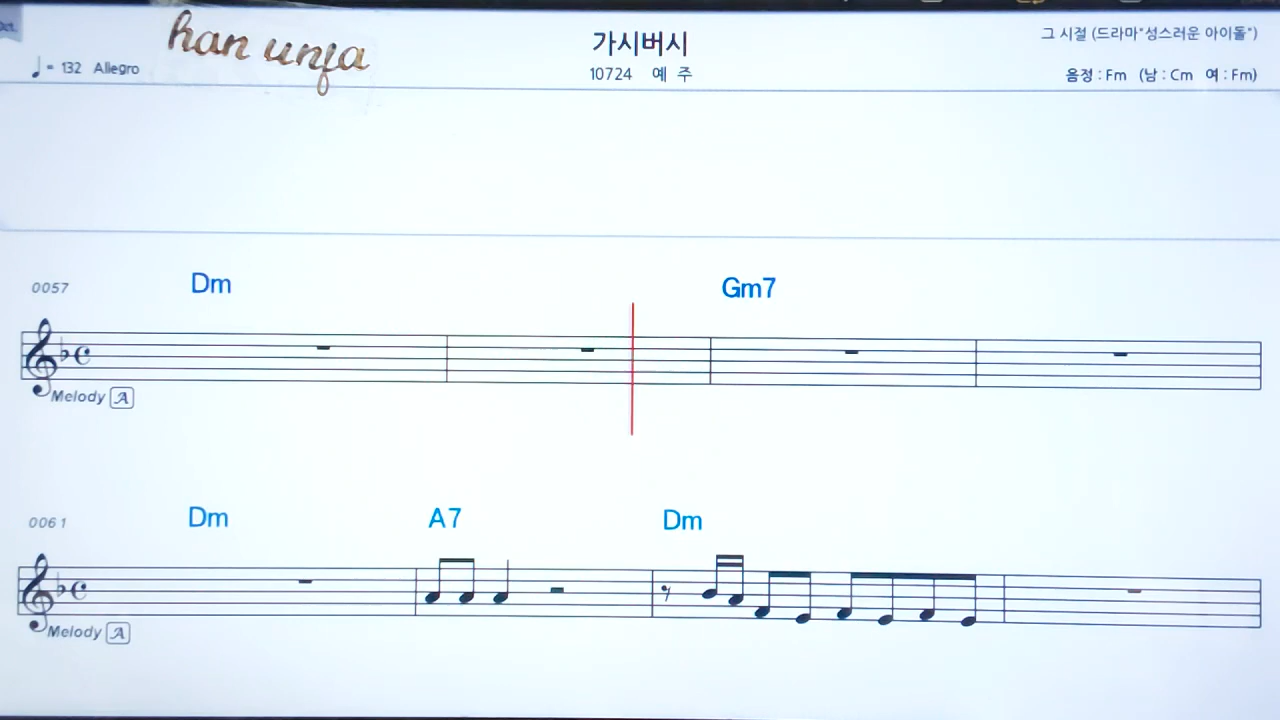 han unja
가시버시
그 시절 (드라마"성스러운 아이돌")
♩= 132 Allegro
10724 예 주
음정 : Fm (남 : Cm 여 : Fm)
0057 Dm Gm7
Melody A
0061 Dm A7 Dm
Melody A